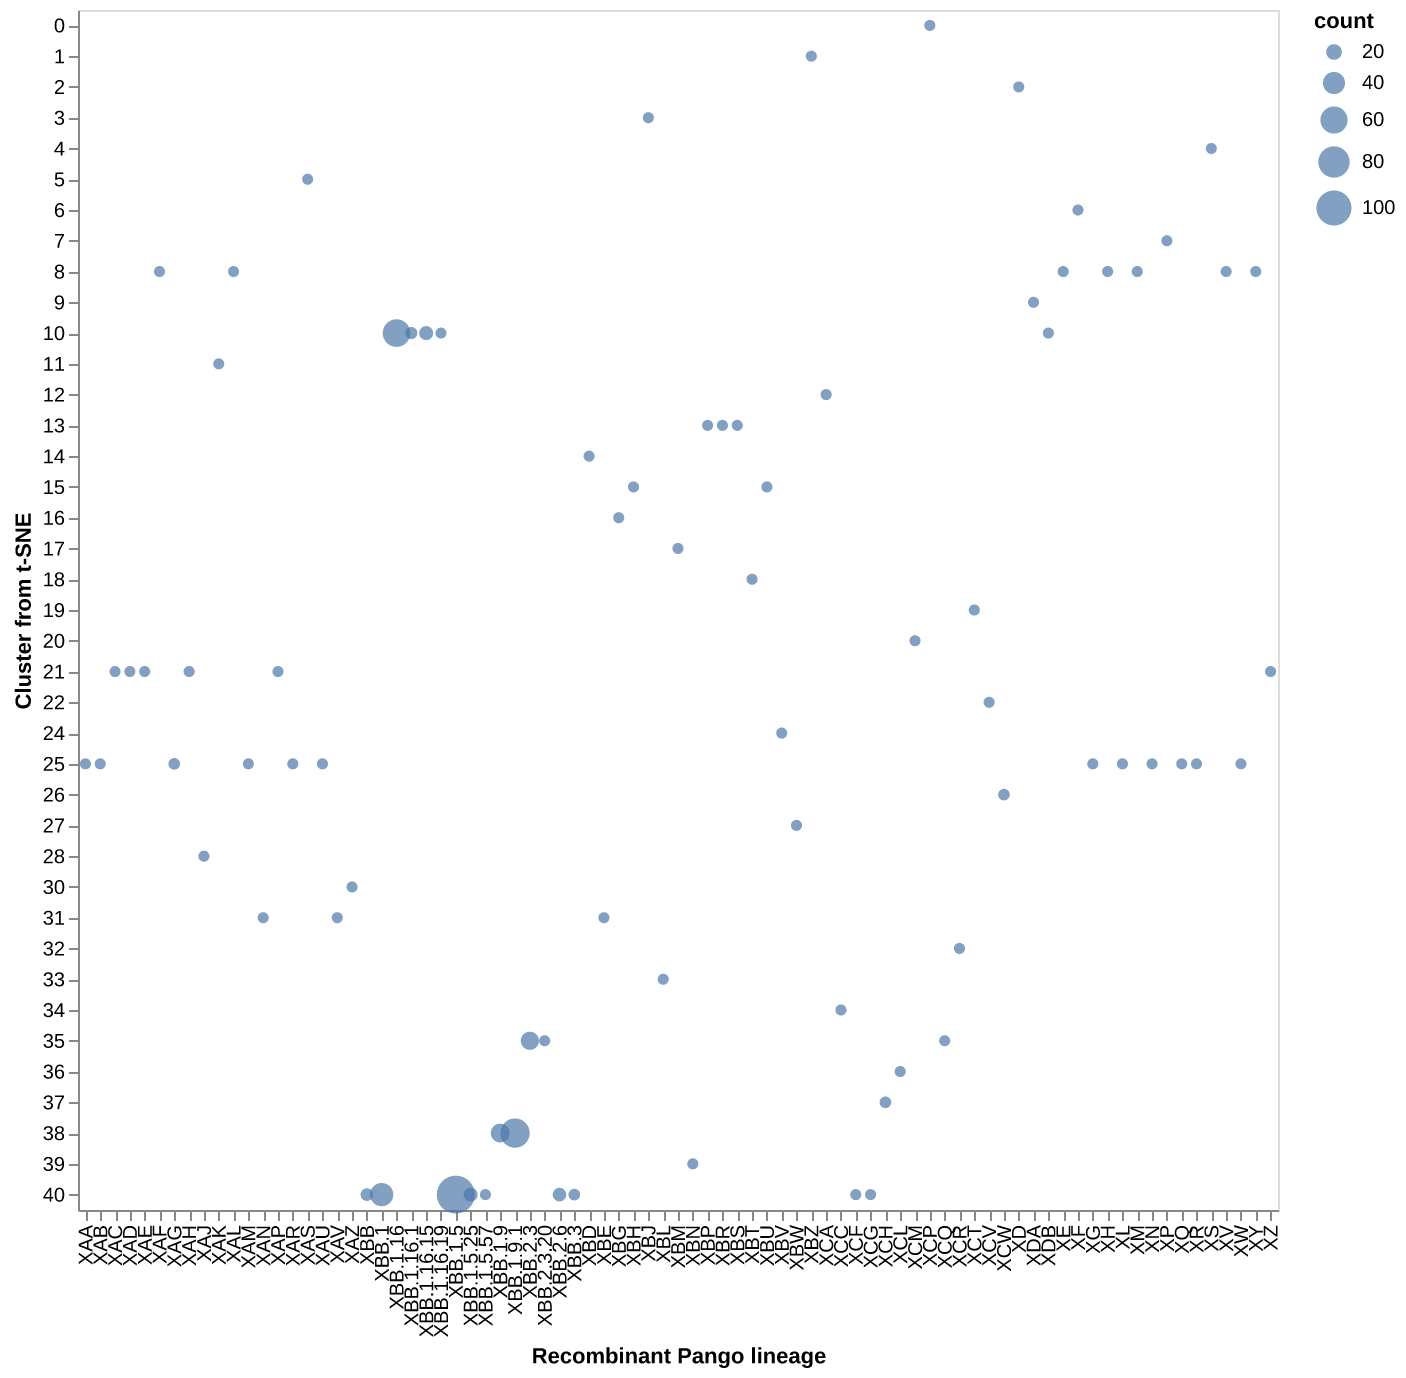 count
20
40
60
80
100
Cluster from t-SNE
0
1
2
3
4
5
6
7
8
9
10
11
12
13
14
15
16
17
18
19
20
21
22
24
25
26
27
28
30
31
32
33
34
35
36
37
38
39
40
XAA
XAB
XAC
XAD
XAE
XAF
XAG
XAH
XAJ
XAK
XAL
XAM
XAN
XAP
XAR
XAS
XAU
XAV
XAZ
XBB
XBB.1
XBB.1.16
XBB.1.16.1
XBB.1.16.15
XBB.1.16.19
XBB.1.5
XBB.1.5.25
XBB.1.5.57
XBB.1.9
XBB.1.9.1
XBB.2.3
XBB.2.3.20
XBB.2.6
XBB.3
XBD
XBE
XBG
XBH
XBJ
XBL
XBM
XBN
XBP
XBR
XBS
XBT
XBU
XBV
XBW
XBZ
XCA
XCC
XCF
XCG
XCH
XCL
XCM
XCP
XCQ
XCR
XCT
XCV
XCW
XD
XDA
XDB
XE
XF
XG
XH
XL
XM
XN
XP
XQ
XR
XS
XV
XW
XY
XZ
Recombinant Pango lineage